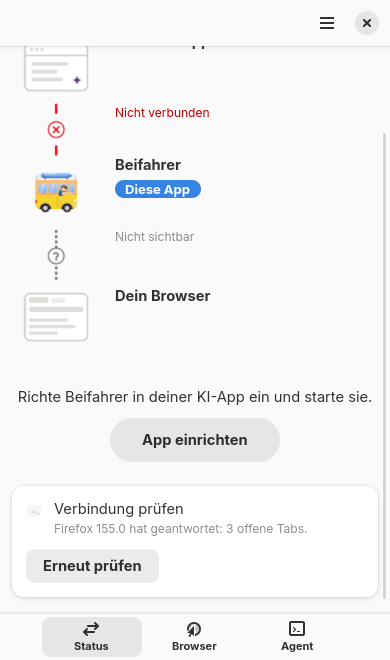 Nicht verbunden
Beifahrer
Diese App
Nicht sichtbar
Dein Browser
Richte Beifahrer in deiner KI-App ein und starte sie.
App einrichten
Verbindung prüfen
Firefox 155.0 hat geantwortet: 3 offene Tabs.
Erneut prüfen
Status
Browser
Agent